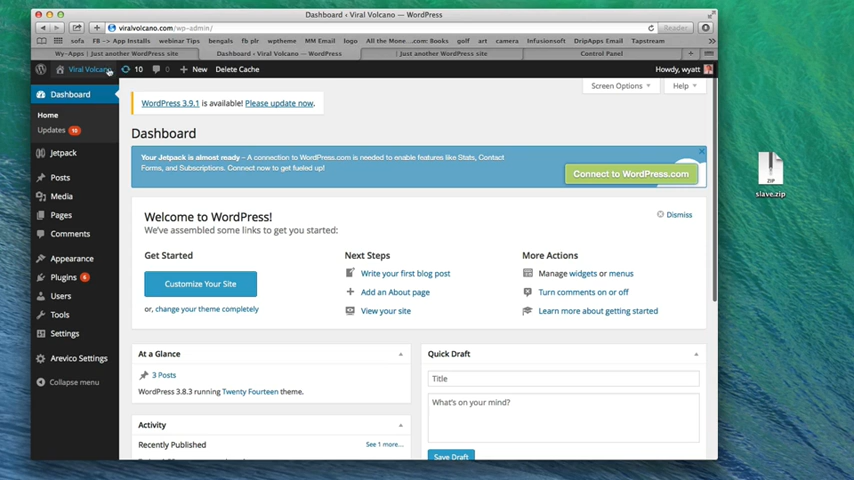 Dashboard ‹ Viral Volcano — WordPress
viralvolcano.com/wp-admin/
Reader
sofa FB -> App Installs webinar Tix bengals fb plr wptheme MM Email logo My Yahoo! Com Books golf art camera Infusionsoft DripApps Email Tapstream
Wy-Apps | Just another WordPress site
Dashboard ‹ Viral Volcano — WordPress
| Just another WordPress site
Control Panel
Viral Volcano 10 New Delete Cache Howdy, wyatt
Dashboard
Home
Updates 10
Jetpack
Posts
Media
Pages
Comments
Appearance
Plugins 6
Users
Tools
Settings
Arevico Settings
Collapse menu
Screen Options
Help
WordPress 3.9.1 is available! Please update now.
Dashboard
Your Jetpack is almost ready – A connection to WordPress.com is needed to enable features like Stats, Contact
Forms, and Subscriptions. Connect now to get fueled up!
Connect to WordPress.com
Welcome to WordPress!
Dismiss
We've assembled some links to get you started:
Get Started
Customize Your Site
or, change your theme completely
Next Steps
Write your first blog post
Add an About page
View your site
More Actions
Manage widgets or menus
Turn comments on or off
Learn more about getting started
At a Glance
3 Posts
WordPress 3.8.3 running Twenty Fourteen theme.
Activity
Recently Published
See 1 more...
Quick Draft
Title
What's on your mind?
Save Draft
ZIP
slave.zip